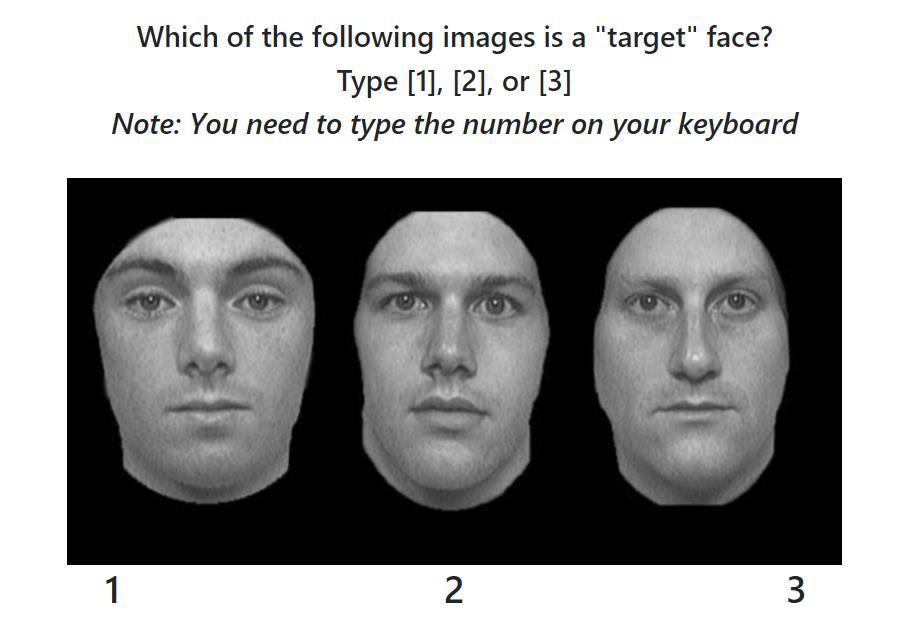 Which of the following images is a "target" face?
Type [1], [2], or [3]
Note: You need to type the number on your keyboard
1 2 3